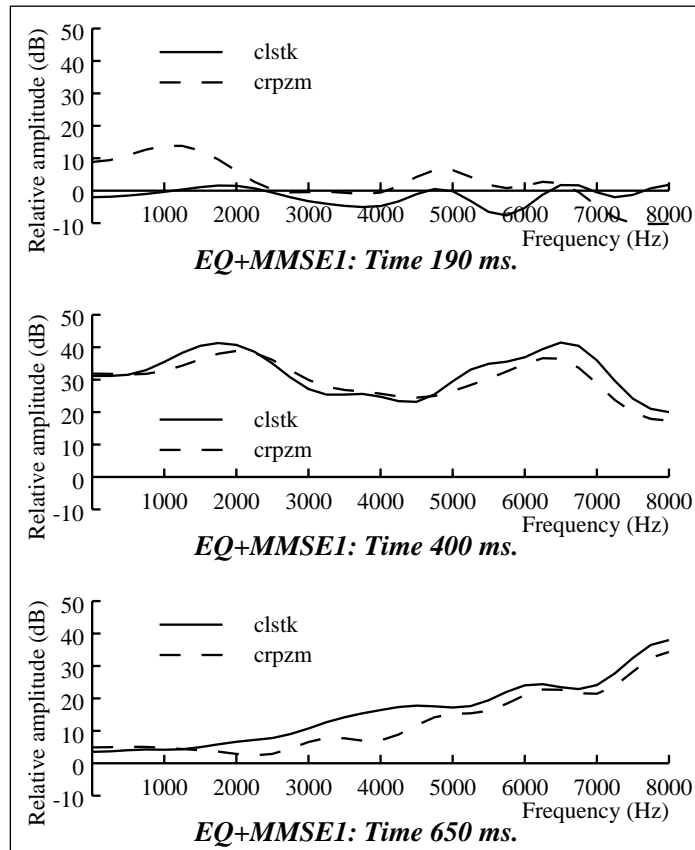 Relative amplitude (dB)
50
40
30
20
10
0
-10
clstk
crpzm
1000 2000 3000 4000 5000 6000 7000 8000
Frequency (Hz)
EQ+MMSE1: Time 190 ms.
Relative amplitude (dB)
50
40
30
20
10
0
-10
clstk
crpzm
1000 2000 3000 4000 5000 6000 7000 8000
Frequency (Hz)
EQ+MMSE1: Time 400 ms.
Relative amplitude (dB)
50
40
30
20
10
0
-10
clstk
crpzm
1000 2000 3000 4000 5000 6000 7000 8000
Frequency (Hz)
EQ+MMSE1: Time 650 ms.